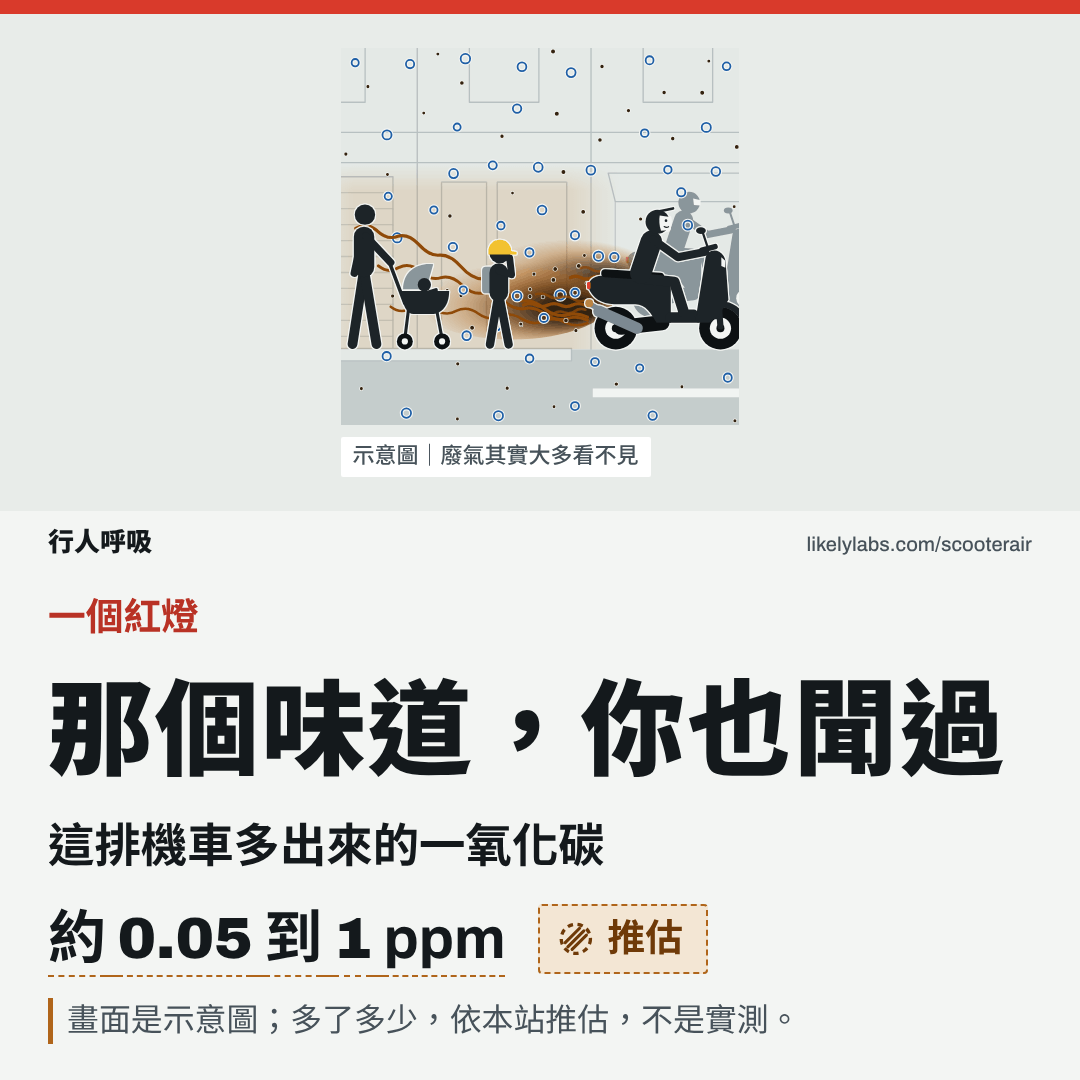 示意圖｜廢氣其實大多看不見
行人呼吸
likelylabs.com/scooterair
一個紅燈
那個味道，你也聞過
這排機車多出來的一氧化碳
約 0.05 到 1 ppm
推估
畫面是示意圖；多了多少，依本站推估，不是實測。